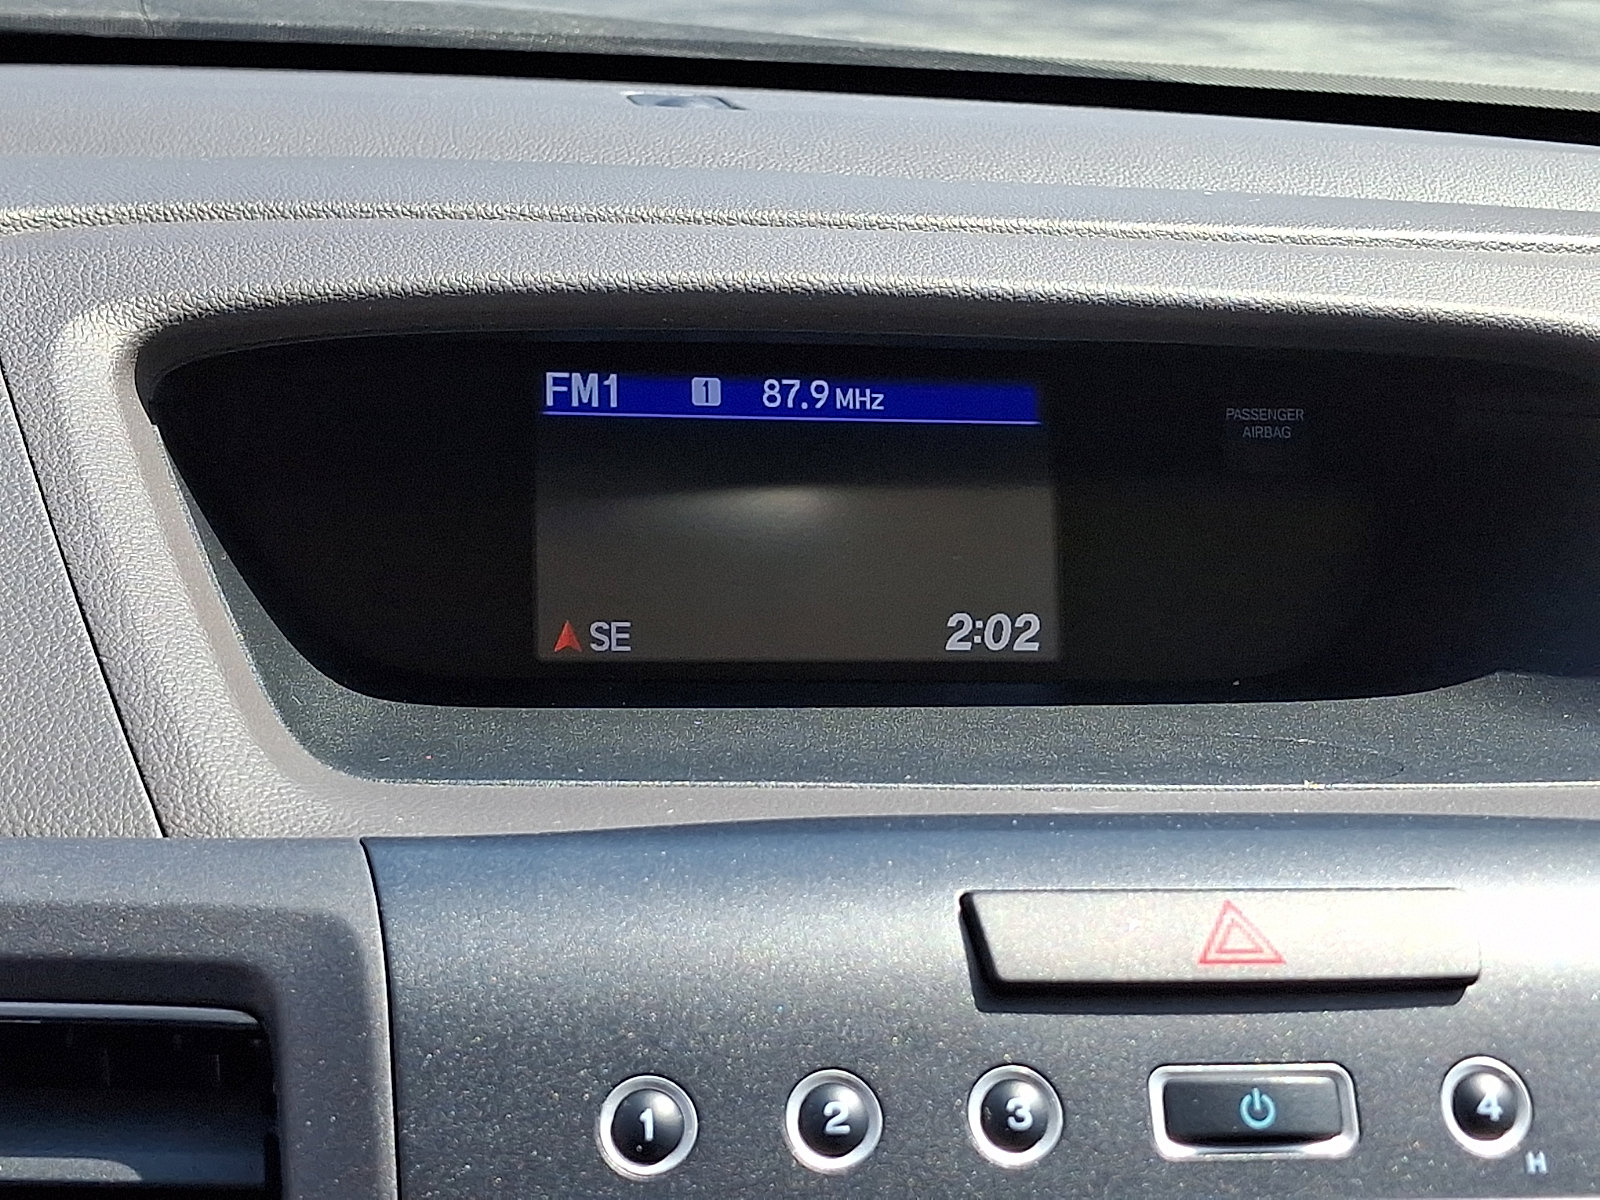 FM1 1 87.9 MHz
PASSENGER
AIRBAG
SE 2:02
1 2 3 4
H